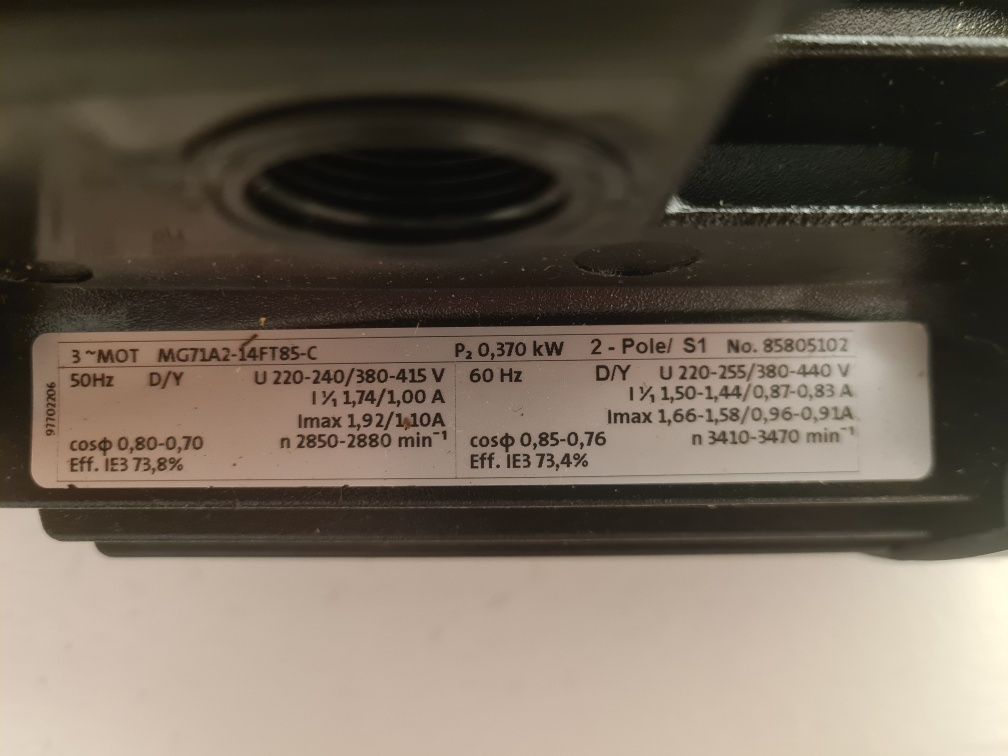 3 ~MOT MG71A2-14FT85-C P₂ 0,370 kW 2 - Pole/ S1 No. 85805102
50Hz D/Y U 220-240/380-415 V
I 1/1 1,74/1,00 A
Imax 1,92/1,10A
cosφ 0,80-0,70 n 2850-2880 min⁻¹
Eff. IE3 73,8%
60 Hz D/Y U 220-255/380-440 V
I 1/1 1,50-1,44/0,87-0,83 A
Imax 1,66-1,58/0,96-0,91A
cosφ 0,85-0,76 n 3410-3470 min⁻¹
Eff. IE3 73,4%
97702206